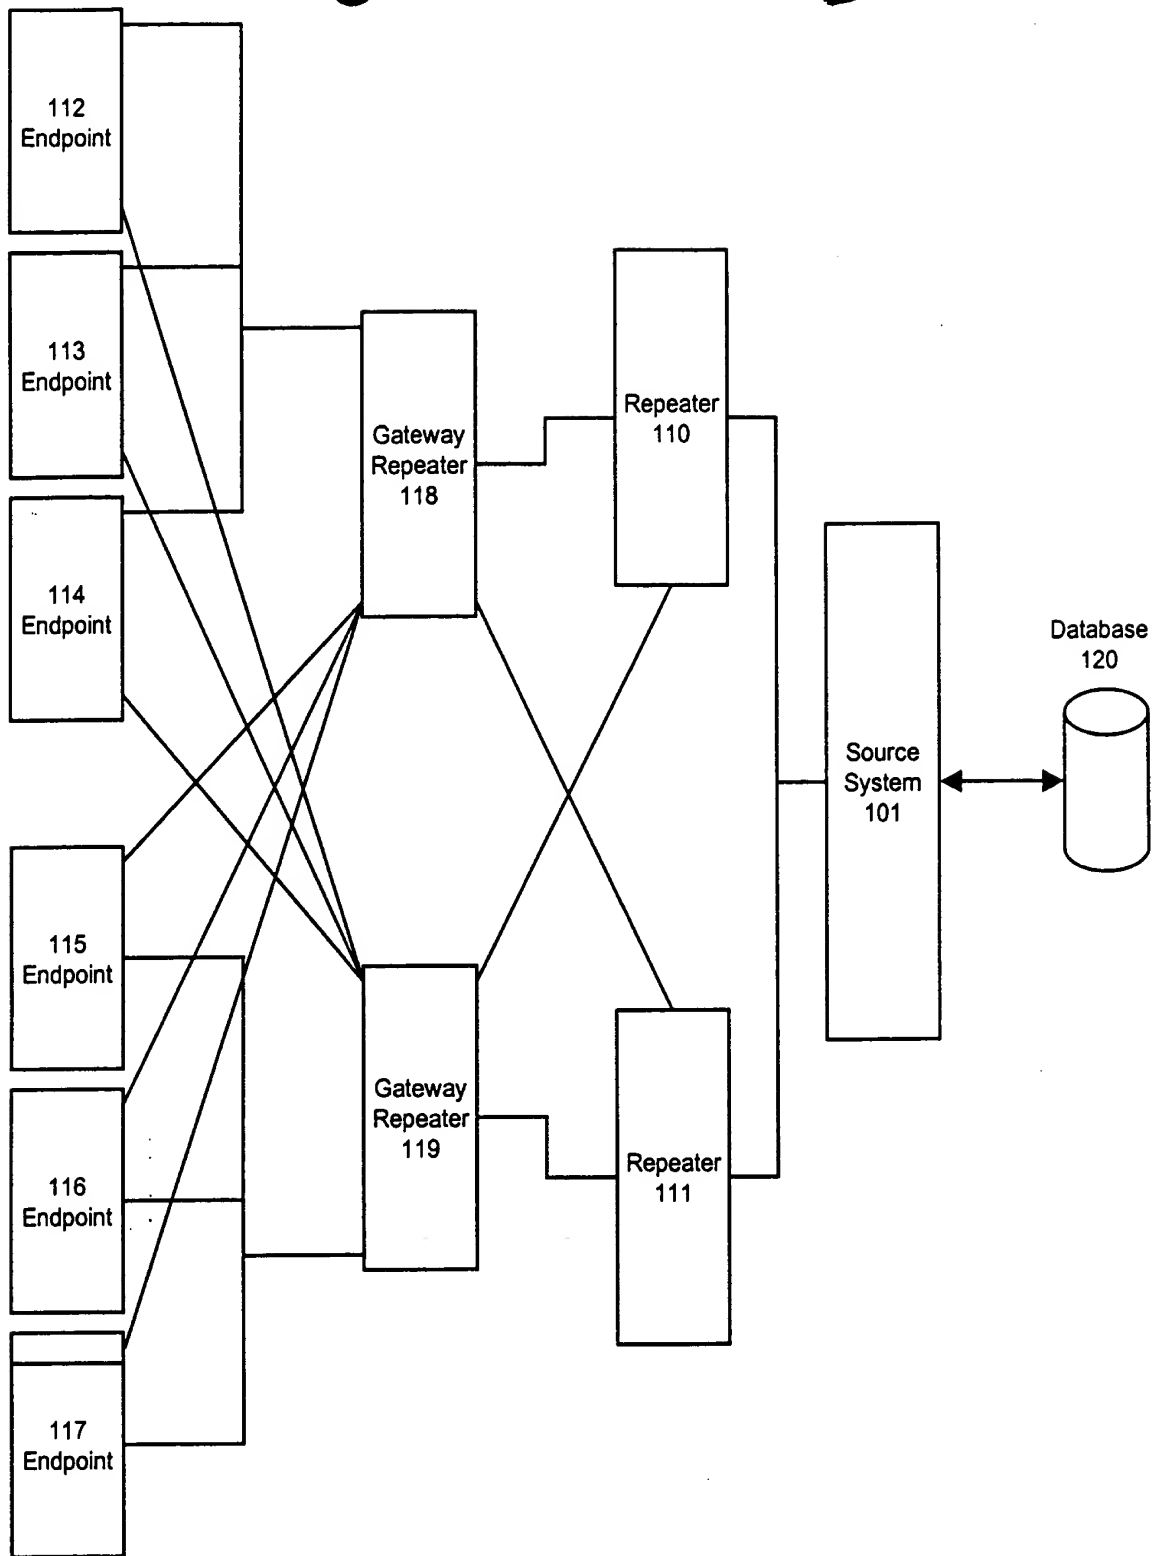 112
Endpoint
113
Endpoint
114
Endpoint
115
Endpoint
116
Endpoint
117
Endpoint
Gateway
Repeater
118
Gateway
Repeater
119
Repeater
110
Repeater
111
Source
System
101
Database
120